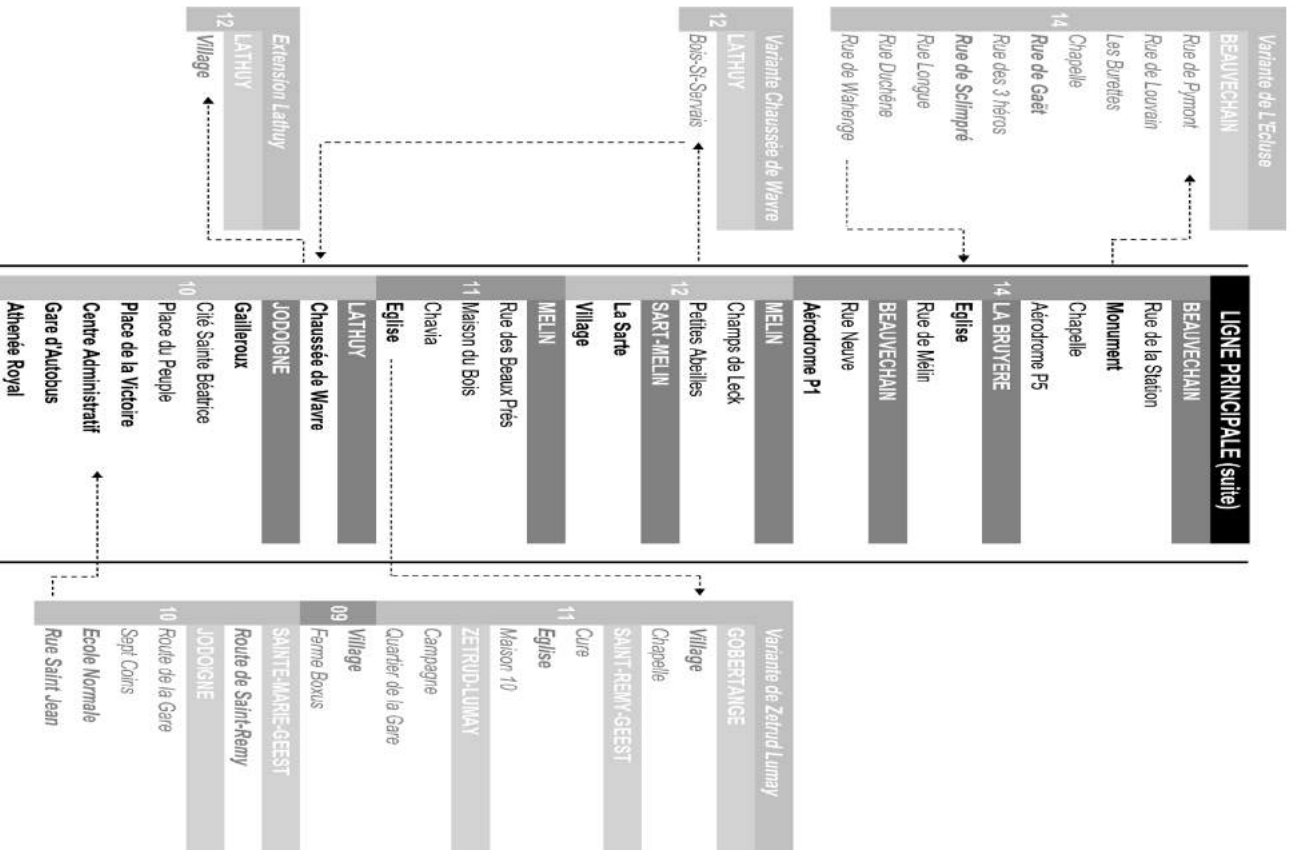 LIGNE PRINCIPALE (suite)
BEAUVECHAIN
Rue de la Station
Monument
Chapelle
Aérodrome P5
14
LA BRUYERE
Eglise
Rue de Mélin
BEAUVECHAIN
Rue Neuve
Aérodrome P1
MELIN
Champs de Leck
Petites Abeilles
12
SART-MELIN
La Sarte
Village
MELIN
Rue des Beaux Prés
11
Maison du Bois
Chavia
Eglise
LATHUY
Chaussée de Wavre
JODOIGNE
Gailleroux
10
Cité Sainte Béatrice
Place du Peuple
Place de la Victoire
Centre Administratif
Gare d'Autobus
Athenée Royal
Variante de L'Ecluse
BEAUVECHAIN
Rue de Pymont
Rue de Louvain
Les Burettes
14
Chapelle
Rue de Gaët
Rue des 3 héros
Rue de Sclimpré
Rue Longue
Rue Duchêne
Rue de Wahenge
Variante Chaussée de Wavre
LATHUY
12
Bois-St-Servais
Extension Lathuy
LATHUY
12
Village
Variante de Zetrud Lumay
GOBERTANGE
Village
Chapelle
SAINT-REMY-GEEST
11
Cure
Eglise
Maison 10
ZETRUD-LUMAY
Campagne
Quartier de la Gare
Village
09
Ferme Boxus
SAINTE-MARIE-GEEST
Route de Saint-Remy
JODOIGNE
10
Route de la Gare
Sept Coins
Ecole Normale
Rue Saint Jean